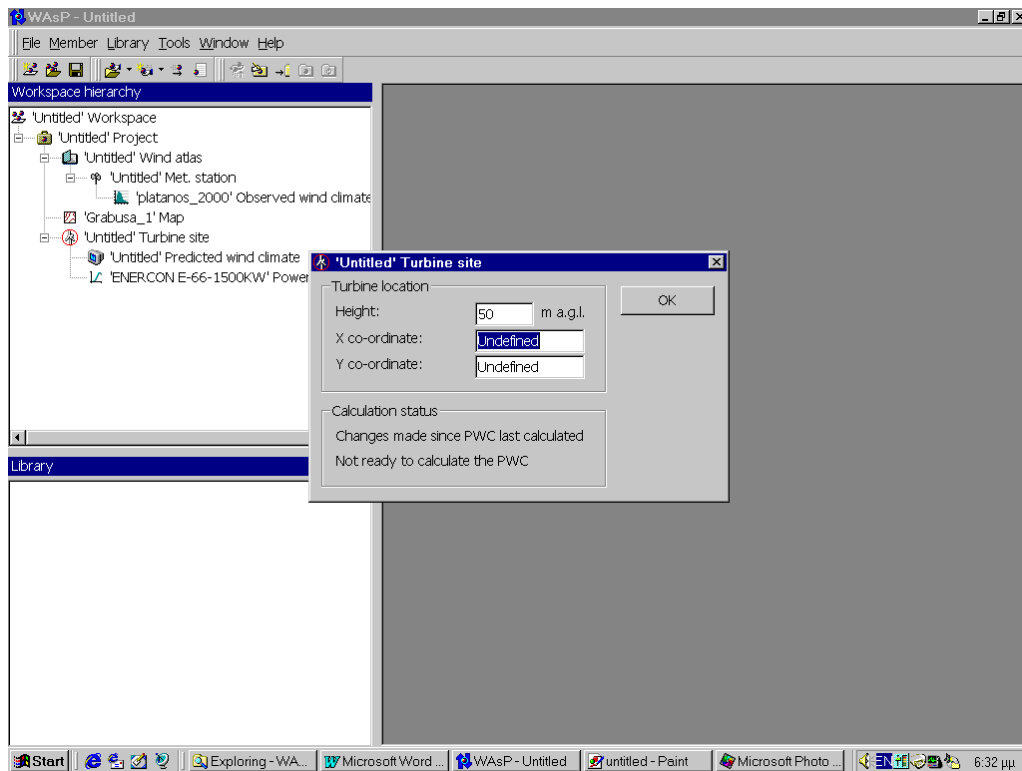 WAsP - Untitled
File Member Library Tools Window Help
Workspace hierarchy
'Untitled' Workspace
'Untitled' Project
'Untitled' Wind atlas
'Untitled' Met. station
'platanos_2000' Observed wind climate
'Grabusa_1' Map
'Untitled' Turbine site
'Untitled' Predicted wind climate
'ENERCON E-66-1500KW' Power
'Untitled' Turbine site
Turbine location
Height: 50 m a.g.l.
OK
X co-ordinate: Undefined
Y co-ordinate: Undefined
Calculation status
Changes made since PWC last calculated
Not ready to calculate the PWC
Library
Start Exploring - WA... Microsoft Word ... WAsP - Untitled untitled - Paint Microsoft Photo ... EN 6:32 μμ